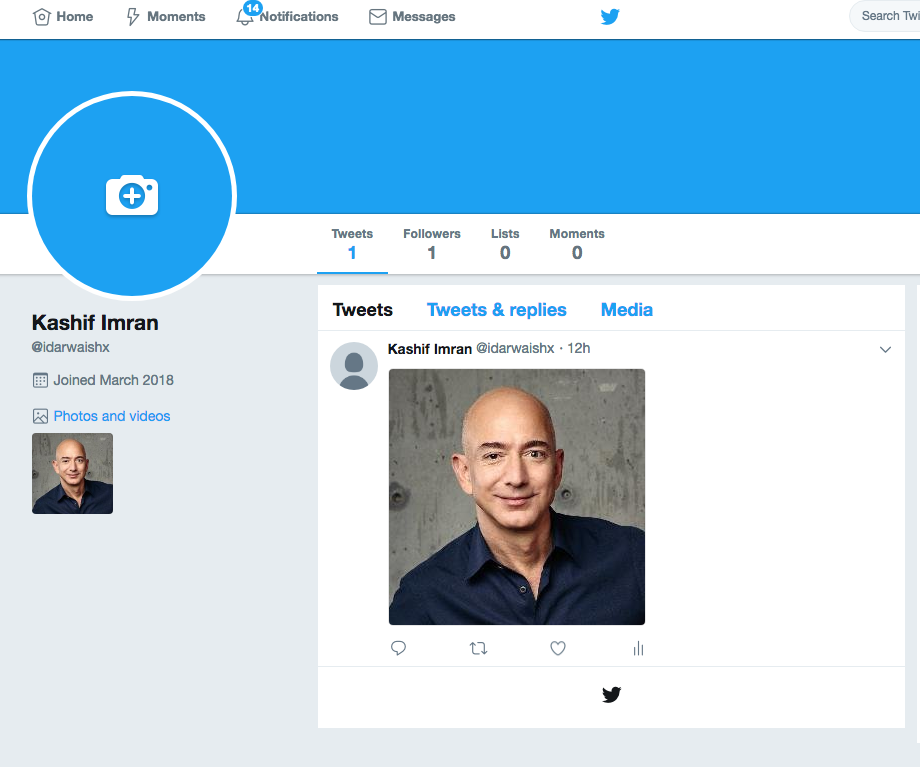 Home Moments 14 Notifications Messages Search Twi
Tweets Followers Lists Moments
1 1 0 0
Kashif Imran
@idarwaishx
Joined March 2018
Photos and videos
Tweets Tweets & replies Media
Kashif Imran @idarwaishx · 12h